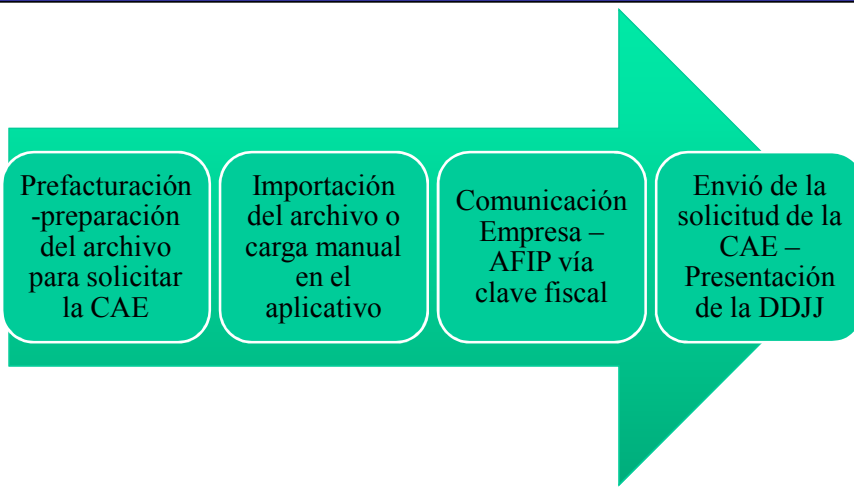 Prefacturación
-preparación
del archivo
para solicitar
la CAE
Importación
del archivo o
carga manual
en el
aplicativo
Comunicación
Empresa –
AFIP vía
clave fiscal
Envió de la
solicitud de la
CAE –
Presentación
de la DDJJ